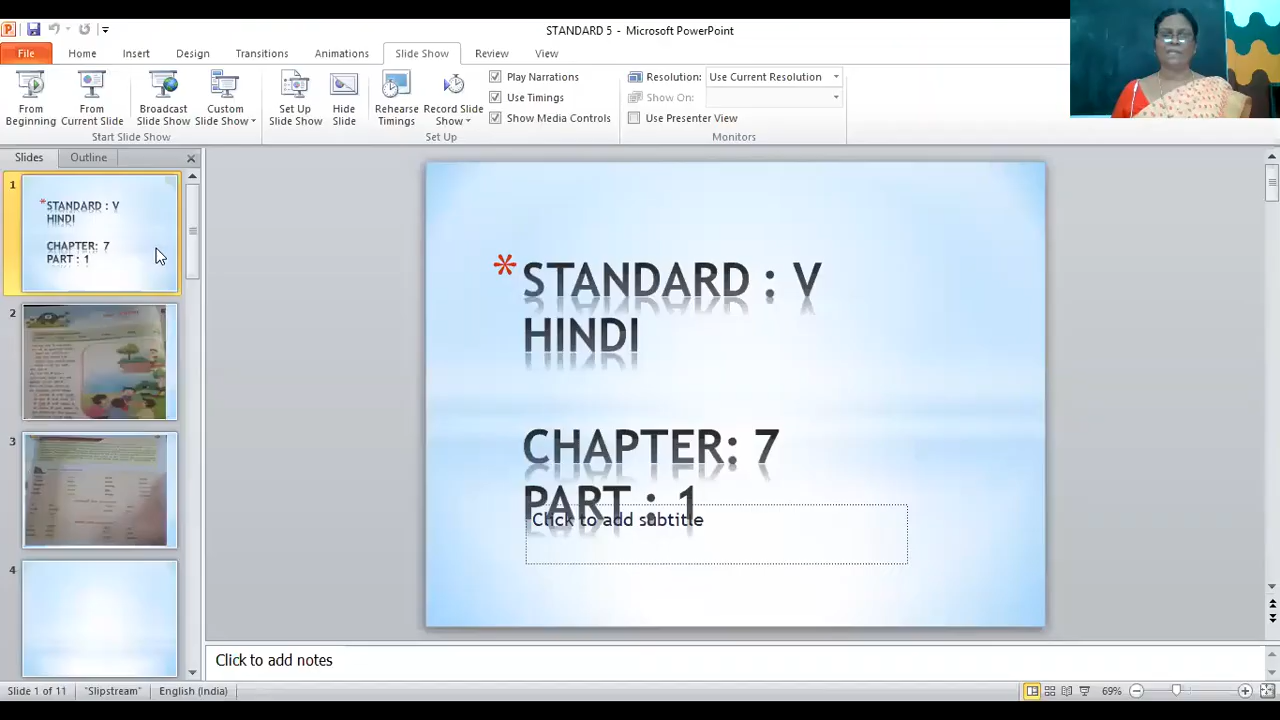 STANDARD 5 - Microsoft PowerPoint
File Home Insert Design Transitions Animations Slide Show Review View
From Beginning
From Current Slide
Broadcast Slide Show
Custom Slide Show
Set Up Slide Show
Hide Slide
Rehearse Timings
Record Slide Show
Play Narrations
Use Timings
Show Media Controls
Resolution: Use Current Resolution
Show On:
Use Presenter View
Start Slide Show
Set Up
Monitors
Slides Outline
1
* STANDARD : V
HINDI
CHAPTER: 7
PART : 1
2
3
4
* STANDARD : V
HINDI
CHAPTER: 7
PART : 1
Click to add subtitle
Click to add notes
Slide 1 of 11 "Slipstream" English (India) 69%